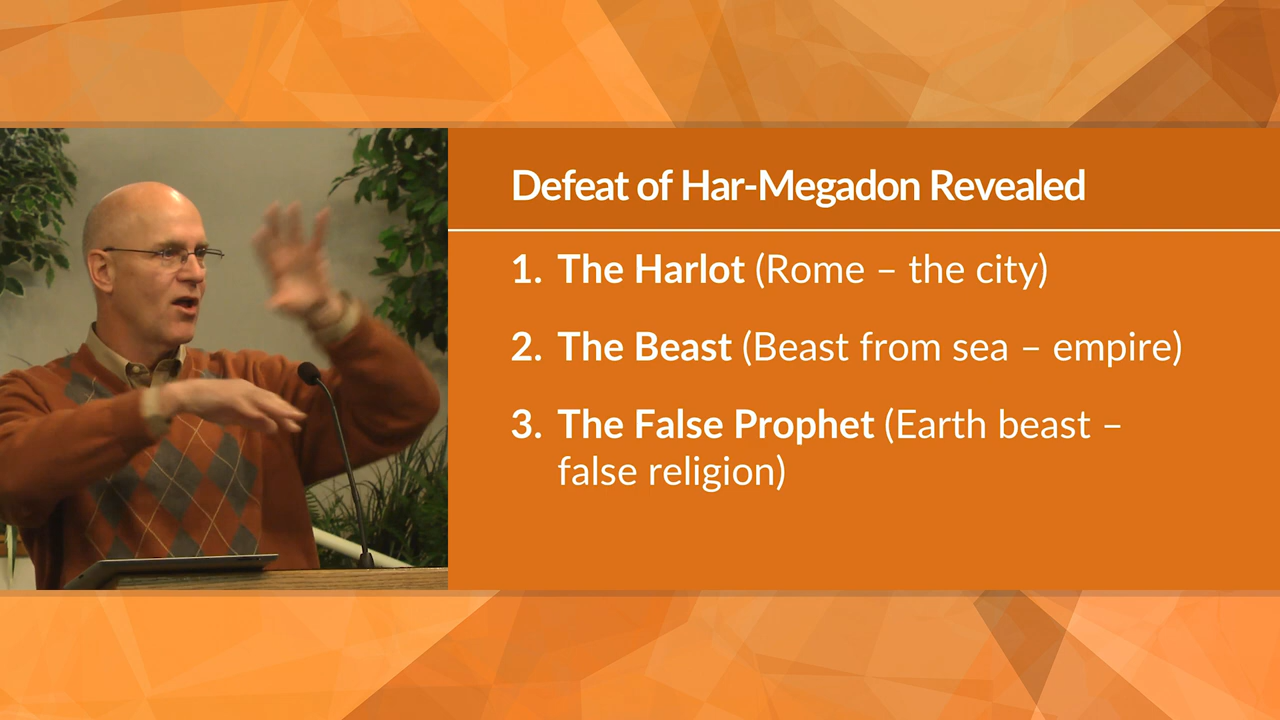 Defeat of Har-Megadon Revealed
1. The Harlot (Rome – the city)
2. The Beast (Beast from sea – empire)
3. The False Prophet (Earth beast –
false religion)